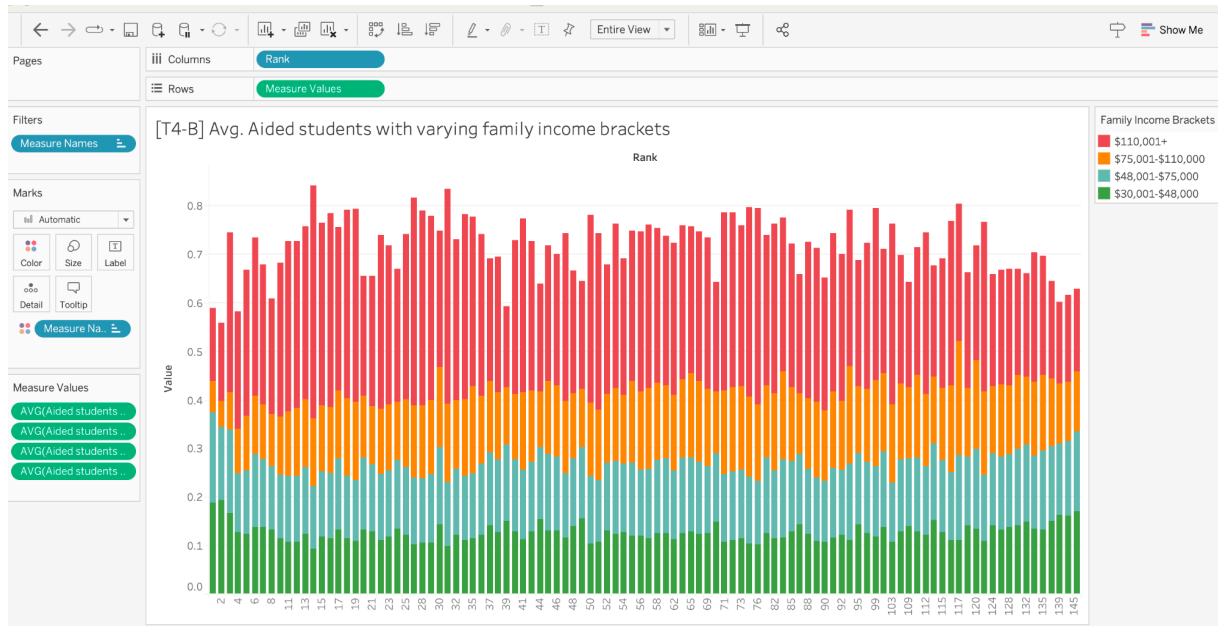 Entire View
Show Me
Pages
Columns
Rank
Rows
Measure Values
Filters
Measure Names
Marks
Automatic
Color
Size
Label
Detail
Tooltip
Measure Na..
Measure Values
AVG(Aided students ..
AVG(Aided students ..
AVG(Aided students ..
AVG(Aided students ..
[T4-B] Avg. Aided students with varying family income brackets
Rank
Value
0.8
0.7
0.6
0.5
0.4
0.3
0.2
0.1
0.0
2 4 6 8 11 13 15 17 19 21 23 25 28 30 32 35 37 39 41 44 46 48 50 52 54 56 58 62 65 69 71 73 76 82 85 88 90 92 95 99 103 109 112 115 117 120 124 128 132 135 139 145
Family Income Brackets
$110,001+
$75,001-$110,000
$48,001-$75,000
$30,001-$48,000